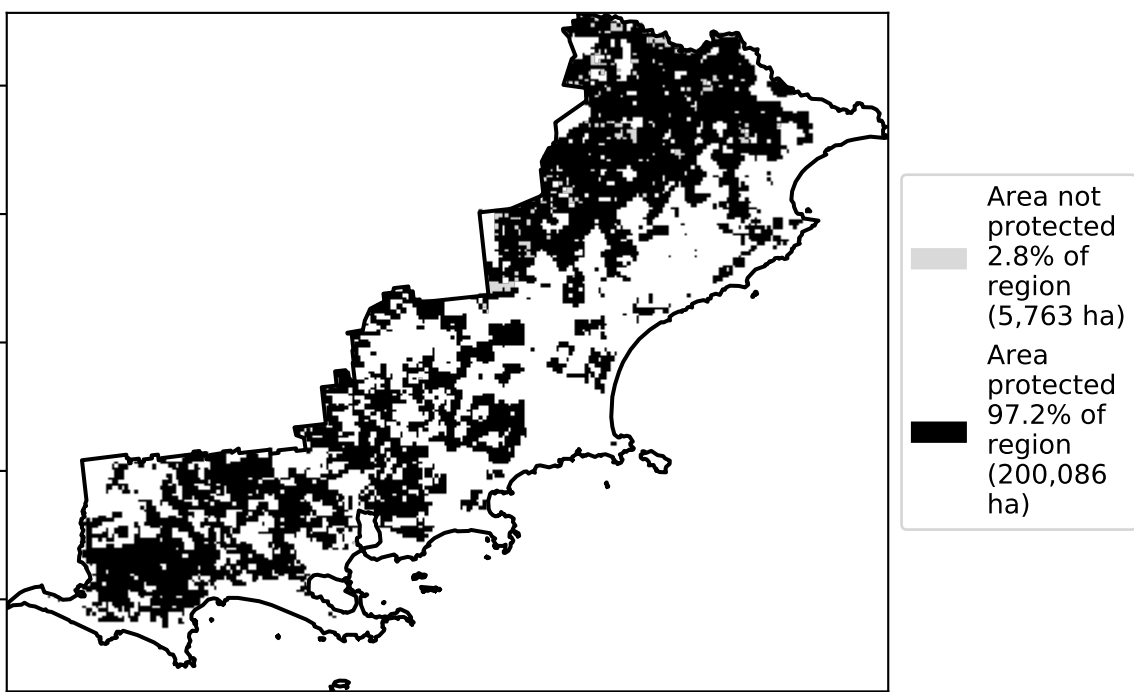 Area not
protected
2.8% of
region
(5,763 ha)
Area
protected
97.2% of
region
(200,086
ha)